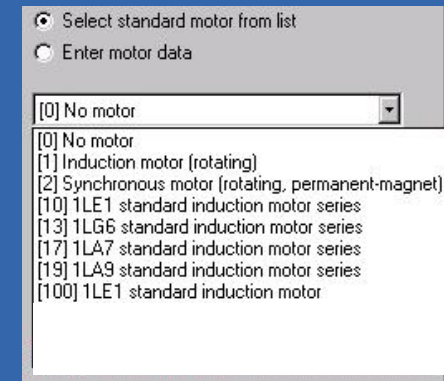 Select standard motor from list
Enter motor data
[0] No motor
[0] No motor
[1] Induction motor (rotating)
[2] Synchronous motor (rotating, permanent-magnet)
[10] 1LE1 standard induction motor series
[13] 1LG6 standard induction motor series
[17] 1LA7 standard induction motor series
[19] 1LA9 standard induction motor series
[100] 1LE1 standard induction motor